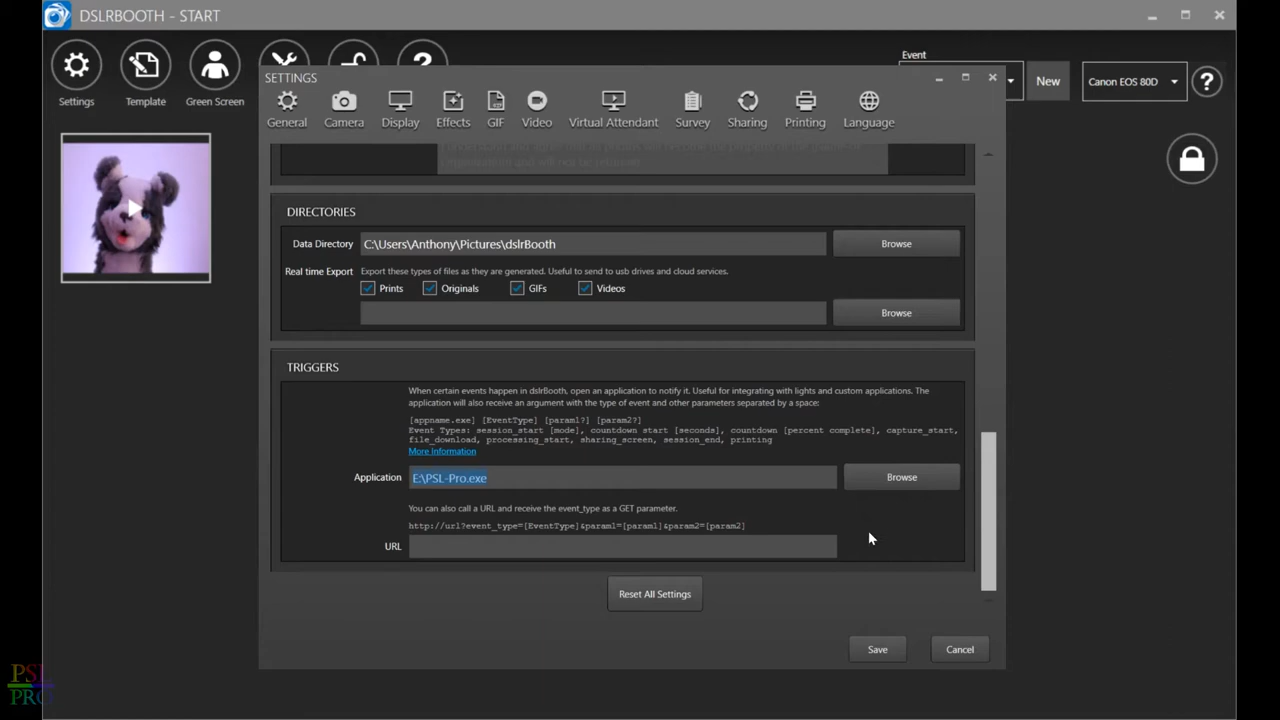 DSLRBOOTH - START
Settings
Template
Green Screen
?
Event
New
Canon EOS 80D
?
SETTINGS
General
Camera
Display
Effects
GIF
Video
Virtual Attendant
Survey
Sharing
Printing
Language
DIRECTORIES
Data Directory
C:\Users\Anthony\Pictures\dslrBooth
Browse
Real time Export
Export these types of files as they are generated. Useful to send to usb drives and cloud services.
Prints
Originals
GIFs
Videos
Browse
TRIGGERS
When certain events happen in dslrBooth, open an application to notify it. Useful for integrating with lights and custom applications. The
application will also receive an argument with the type of event and other parameters separated by a space:
[appname.exe] [EventType] [param1?] [param2?]
Event Types: session_start [mode], countdown start [seconds], countdown [percent complete], capture_start,
file_download, processing_start, sharing_screen, session_end, printing
More Information
Application
E:\PSL-Pro.exe
Browse
You can also call a URL and receive the event_type as a GET parameter.
http://url?event_type=[EventType]&param1=[param1]&param2=[param2]
URL
Reset All Settings
Save
Cancel
PSL
PRO